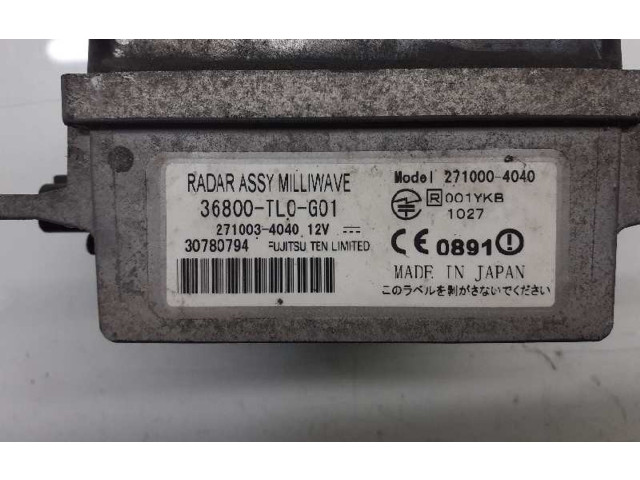 RADAR ASSY MILLIWAVE
36800-TL0-G01
271003-4040 12V
30780794 FUJITSU TEN LIMITED
Model 271000-4040
R 001YKB
1027
CE 0891
MADE IN JAPAN
このラベルを剥がさないでください